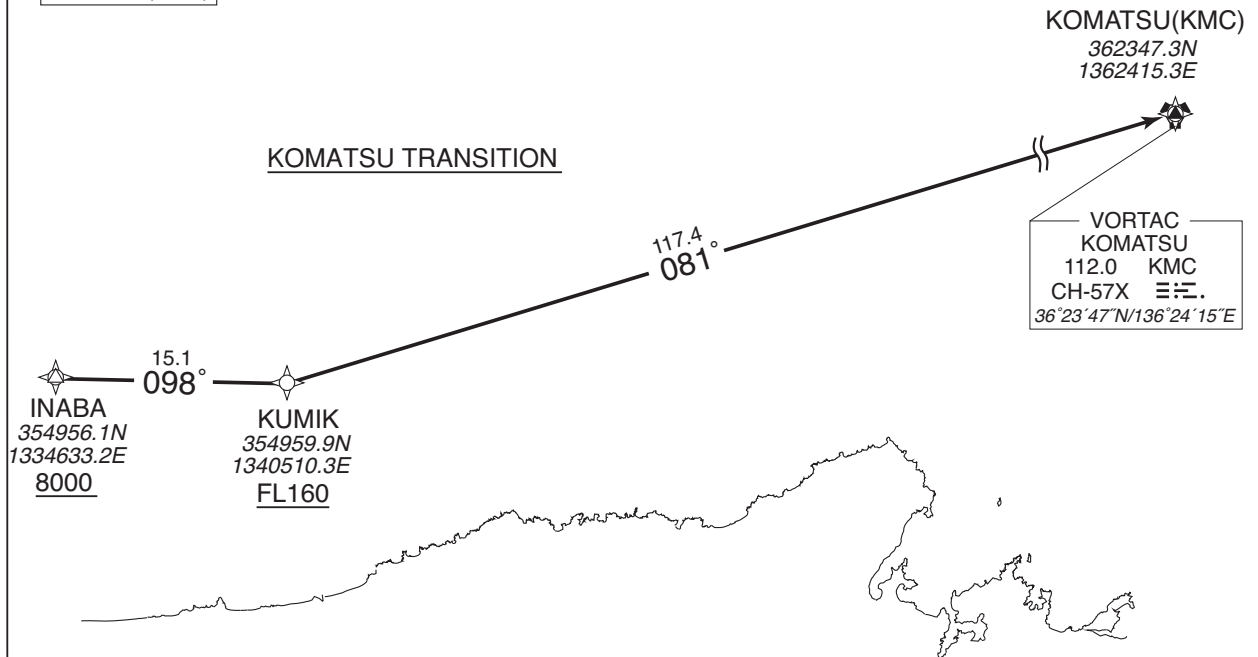 KOMATSU(KMC)
362347.3N
1362415.3E
KOMATSU TRANSITION
117.4
081°
VORTAC
KOMATSU
112.0 KMC
CH-57X
36°23´47˝N/136°24´15˝E
15.1
098°
INABA
354956.1N
1334633.2E
8000
KUMIK
354959.9N
1340510.3E
FL160